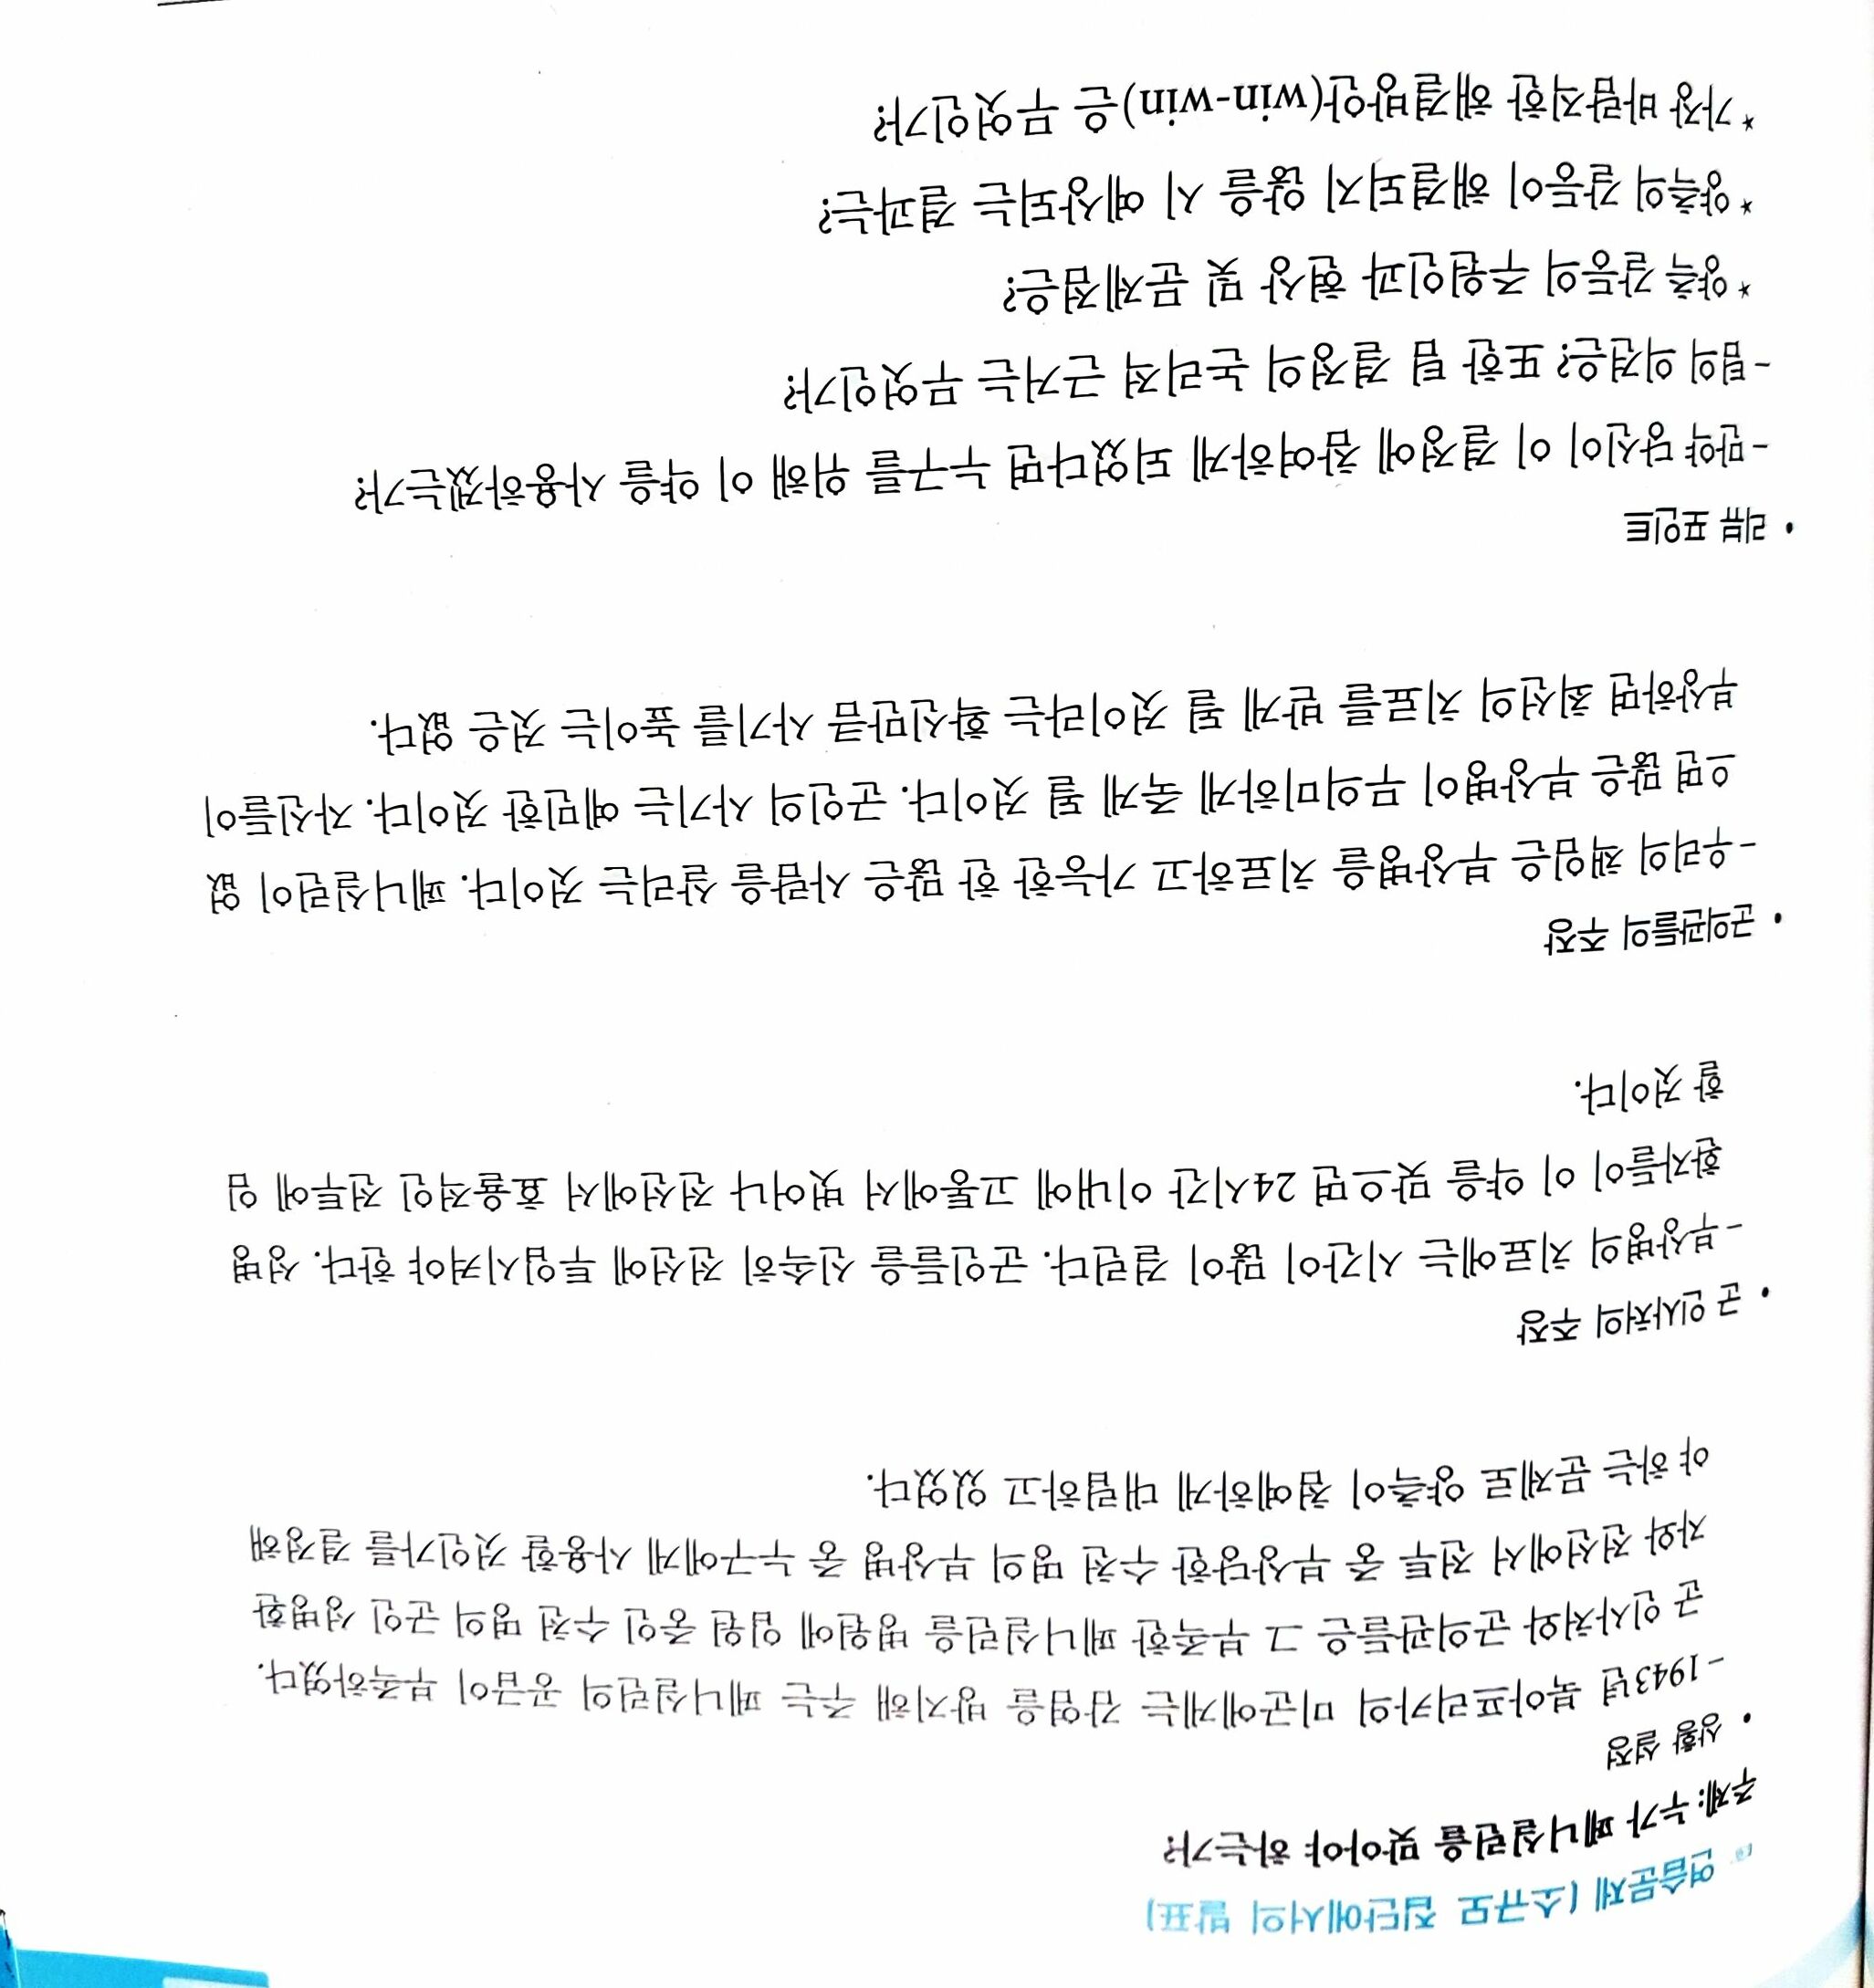 연습문제 (소규모 집단에서의 발표)
주제: 누가 페니실린을 맞아야 하는가?
• 상황 설정
-1943년 북아프리카의 미군에게는 감염을 방지해 주는 페니실린의 공급이 부족하였다.
군 인사처와 군의관들은 그 부족한 페니실린을 병원에 입원 중인 수천 명의 군인 성병환
자와 전선에서 전투 중 부상당한 수천 명의 부상병 중 누구에게 사용할 것인가를 결정해
야 하는 문제로 양측이 첨예하게 대립하고 있었다.
• 군 인사처의 주장
-부상병의 치료에는 시간이 많이 걸린다. 군인들을 신속히 전선에 투입시켜야 한다. 성병
환자들이 이 약을 맞으면 24시간 이내에 고통에서 벗어나 전선에서 효율적인 전투에 임
할 것이다.
• 군의관들의 주장
-우리의 책임은 부상병을 치료하고 가능한 한 많은 사람을 살리는 것이다. 페니실린이 없
으면 많은 부상병이 무의미하게 죽게 될 것이다. 군인의 사기는 예민한 것이다. 자신들이
부상하면 최선의 치료를 받게 될 것이라는 확신만큼 사기를 높이는 것은 없다.
• 리뷰 포인트
-만약 당신이 이 결정에 참여하게 되었다면 누구를 위해 이 약을 사용하겠는가?
-팀의 의견은? 또한 팀 결정의 논리적 근거는 무엇인가?
* 양측 갈등의 주원인과 현상 및 문제점은?
* 양측의 갈등이 해결되지 않을 시 예상되는 결과는?
* 가장 바람직한 해결방안(win-win)은 무엇인가?